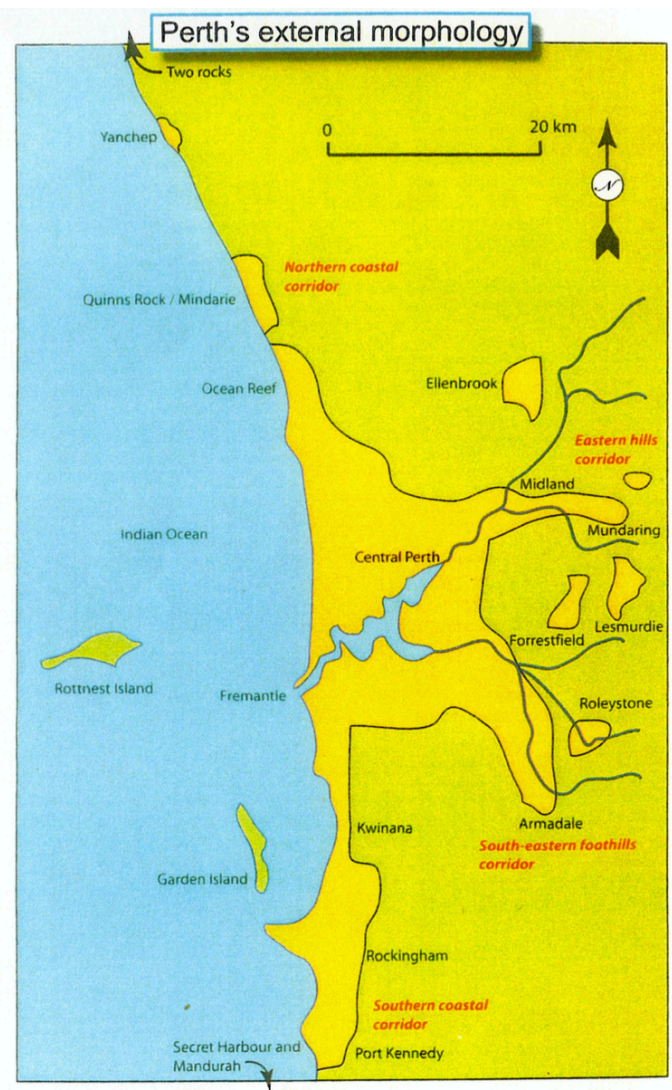 Perth's external morphology
Two rocks
Yanchep
0
20 km
N
Northern coastal
corridor
Quinns Rock / Mindarie
Ocean Reef
Ellenbrook
Eastern hills
corridor
Midland
Mundaring
Indian Ocean
Central Perth
Lesmurdie
Forrestfield
Rottnest Island
Fremantle
Roleystone
Kwinana
Armadale
South-eastern foothills
corridor
Garden Island
Rockingham
Southern coastal
corridor
Secret Harbour and
Mandurah
Port Kennedy